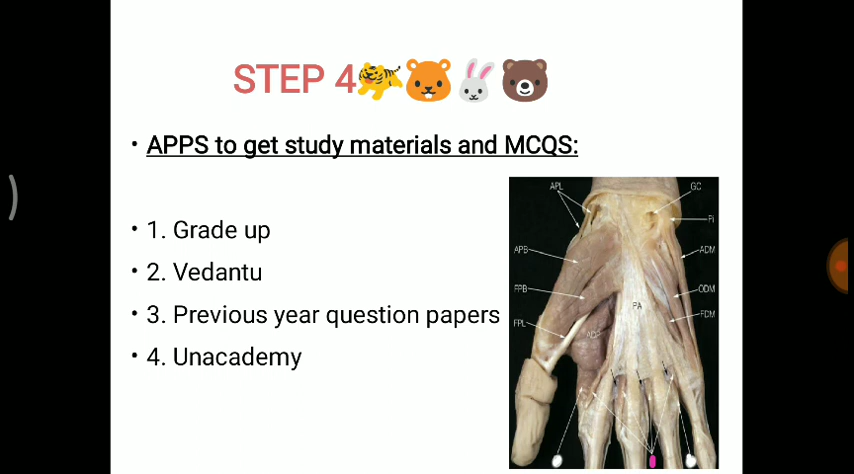 STEP 4
• APPS to get study materials and MCQS:
• 1. Grade up
• 2. Vedantu
• 3. Previous year question papers
• 4. Unacademy
APL
GC
Pi
APB
ADM
FPB
ODM
PA
FDM
FPL